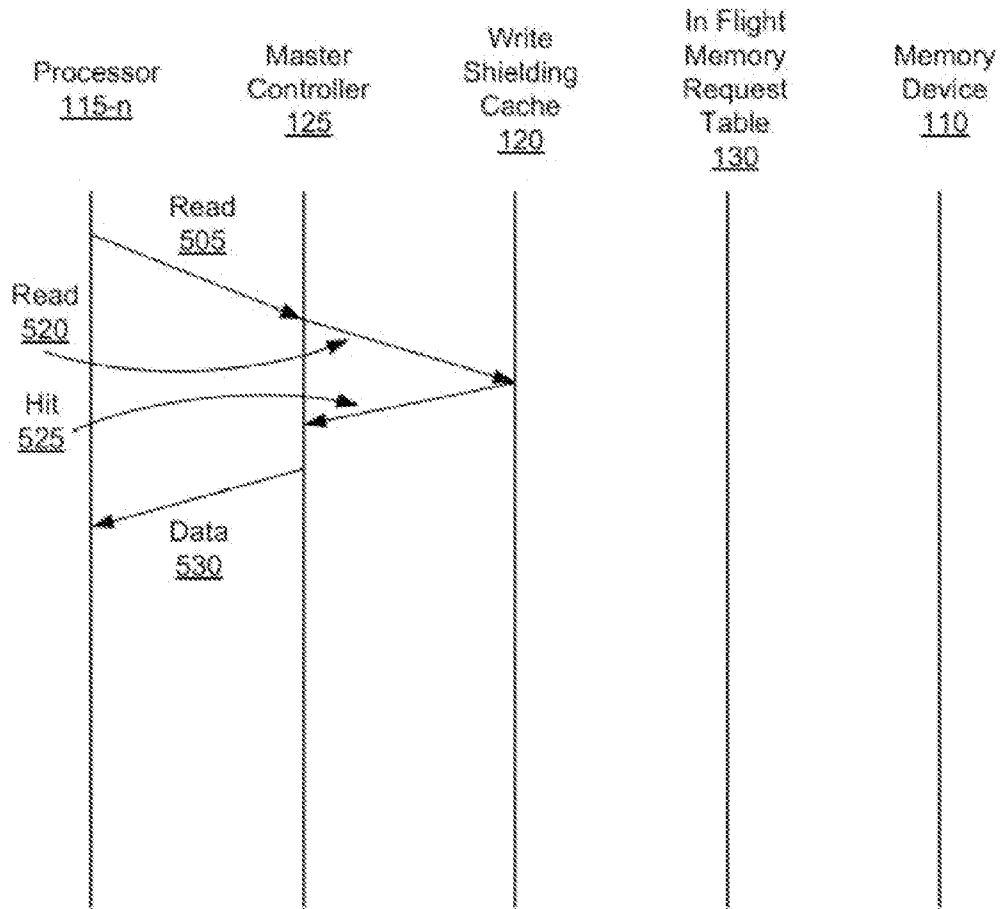 Processor
115-n
Master
Controller
125
Write
Shielding
Cache
120
In Flight
Memory
Request
Table
130
Memory
Device
110
Read
505
Read
520
Hit
525
Data
530